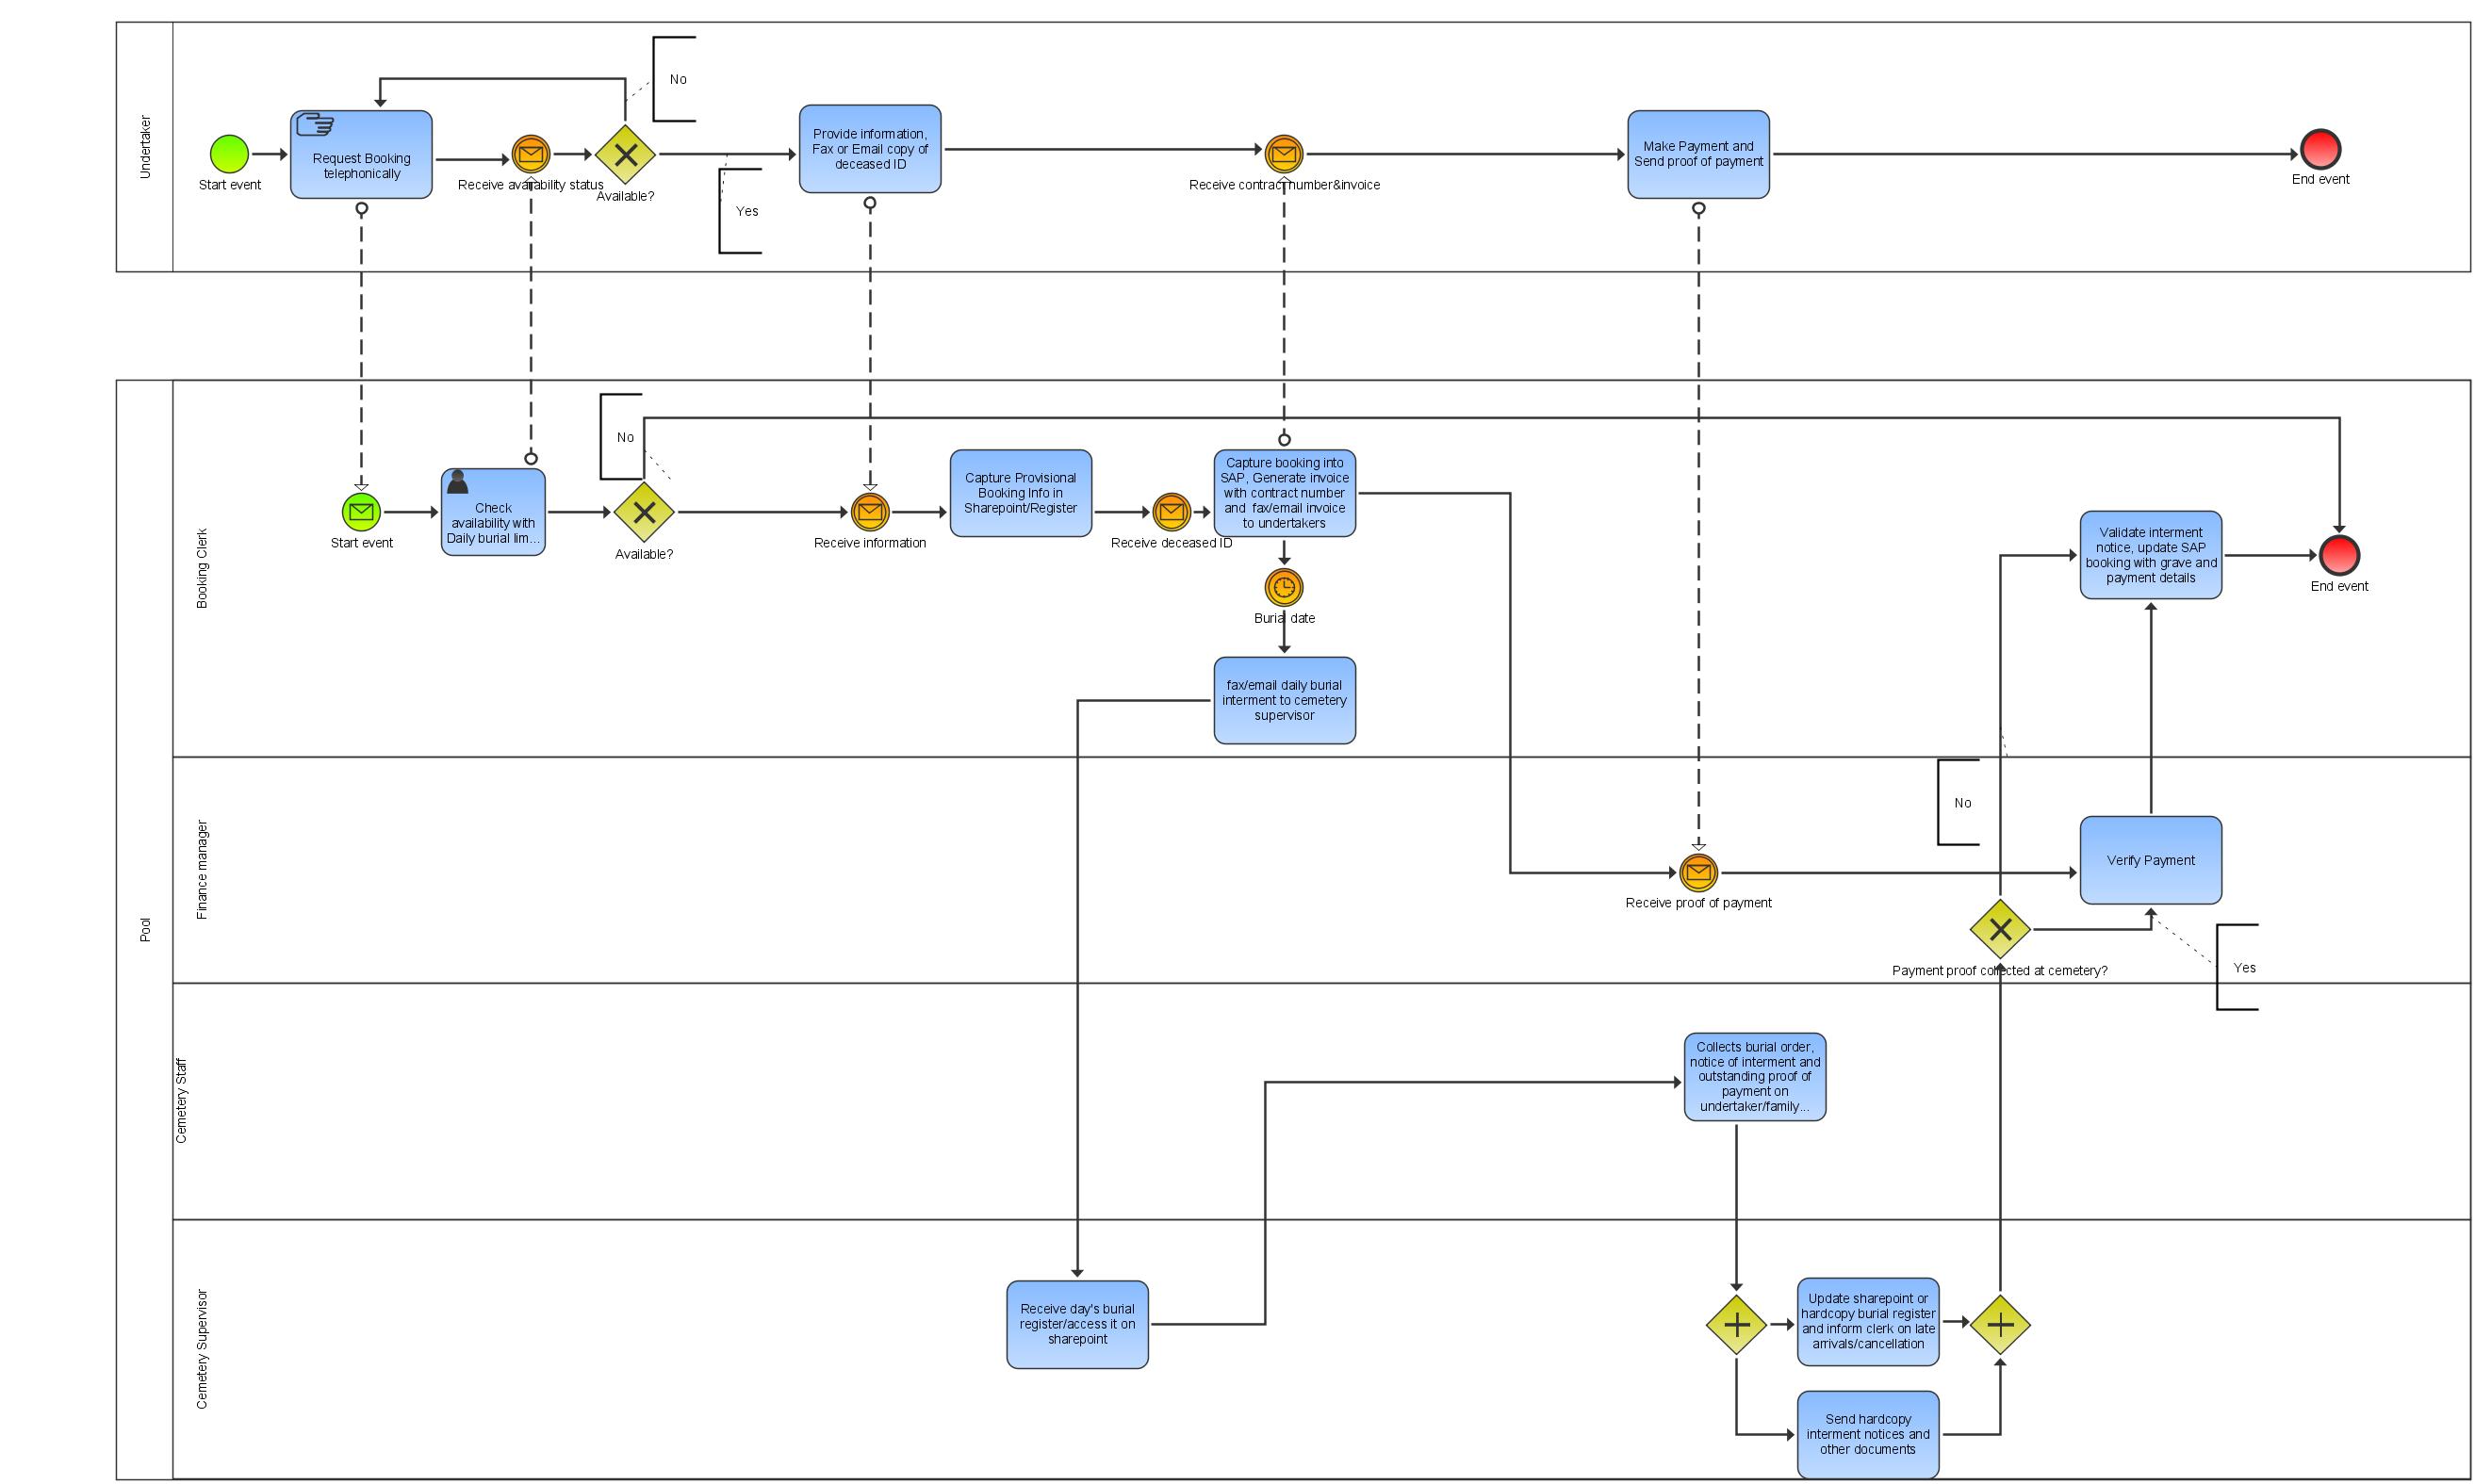 Undertaker
No
Start event
Request Booking
telephonically
Receive availability status
Available?
Yes
Provide information,
Fax or Email copy of
deceased ID
Receive contract number&invoice
Make Payment and
Send proof of payment
End event
Pool
Booking Clerk
No
Start event
Check
availability with
Daily burial lim...
Available?
Receive information
Capture Provisional
Booking Info in
Sharepoint/Register
Receive deceased ID
Capture booking into
SAP, Generate invoice
with contract number
and fax/email invoice
to undertakers
Burial date
fax/email daily burial
interment to cemetery
supervisor
Validate interment
notice, update SAP
booking with grave and
payment details
End event
Finance manager
Receive proof of payment
No
Verify Payment
Payment proof collected at cemetery?
Yes
Cemetery Staff
Collects burial order,
notice of interment and
outstanding proof of
payment on
undertaker/family...
Cemetery Supervisor
Receive day's burial
register/access it on
sharepoint
Update sharepoint or
hardcopy burial register
and inform clerk on late
arrivals/cancellation
Send hardcopy
interment notices and
other documents